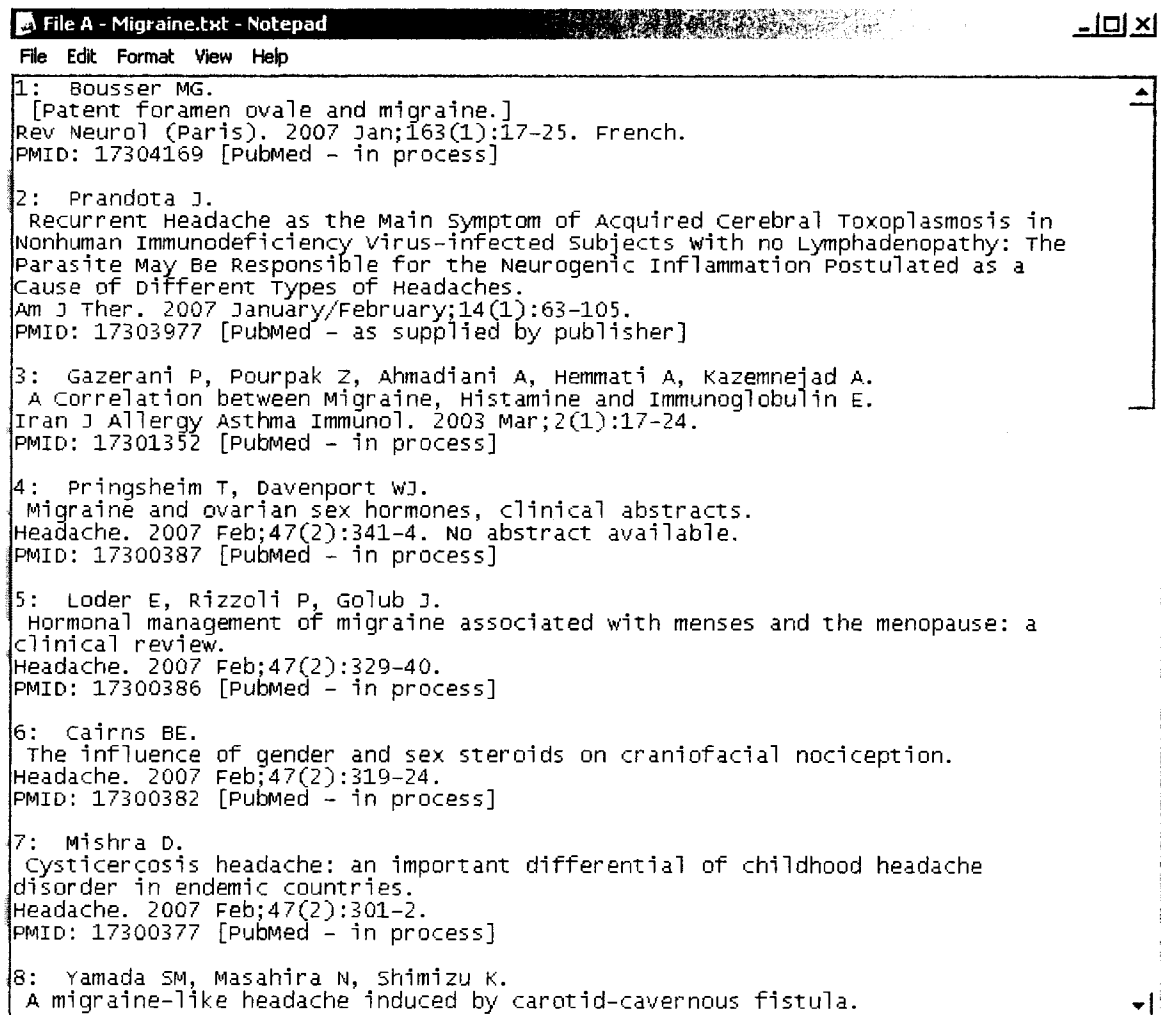 File A - Migraine.txt - Notepad
File Edit Format View Help
1: Bousser MG.
[Patent foramen ovale and migraine.]
Rev Neurol (Paris). 2007 Jan;163(1):17-25. French.
PMID: 17304169 [PubMed - in process]
2: Prandota J.
Recurrent Headache as the Main Symptom of Acquired Cerebral Toxoplasmosis in
Nonhuman Immunodeficiency Virus-infected Subjects with no Lymphadenopathy: The
Parasite May Be Responsible for the Neurogenic Inflammation Postulated as a
Cause of Different Types of Headaches.
Am J Ther. 2007 January/February;14(1):63-105.
PMID: 17303977 [PubMed - as supplied by publisher]
3: Gazerani P, Pourpak Z, Ahmadiani A, Hemmati A, Kazemnejad A.
A Correlation between Migraine, Histamine and Immunoglobulin E.
Iran J Allergy Asthma Immunol. 2003 Mar;2(1):17-24.
PMID: 17301352 [PubMed - in process]
4: Pringsheim T, Davenport WJ.
Migraine and ovarian sex hormones, clinical abstracts.
Headache. 2007 Feb;47(2):341-4. No abstract available.
PMID: 17300387 [PubMed - in process]
5: Loder E, Rizzoli P, Golub J.
Hormonal management of migraine associated with menses and the menopause: a
clinical review.
Headache. 2007 Feb;47(2):329-40.
PMID: 17300386 [PubMed - in process]
6: Cairns BE.
The influence of gender and sex steroids on craniofacial nociception.
Headache. 2007 Feb;47(2):319-24.
PMID: 17300382 [PubMed - in process]
7: Mishra D.
Cysticercosis headache: an important differential of childhood headache
disorder in endemic countries.
Headache. 2007 Feb;47(2):301-2.
PMID: 17300377 [PubMed - in process]
8: Yamada SM, Masahira N, Shimizu K.
A migraine-like headache induced by carotid-cavernous fistula.